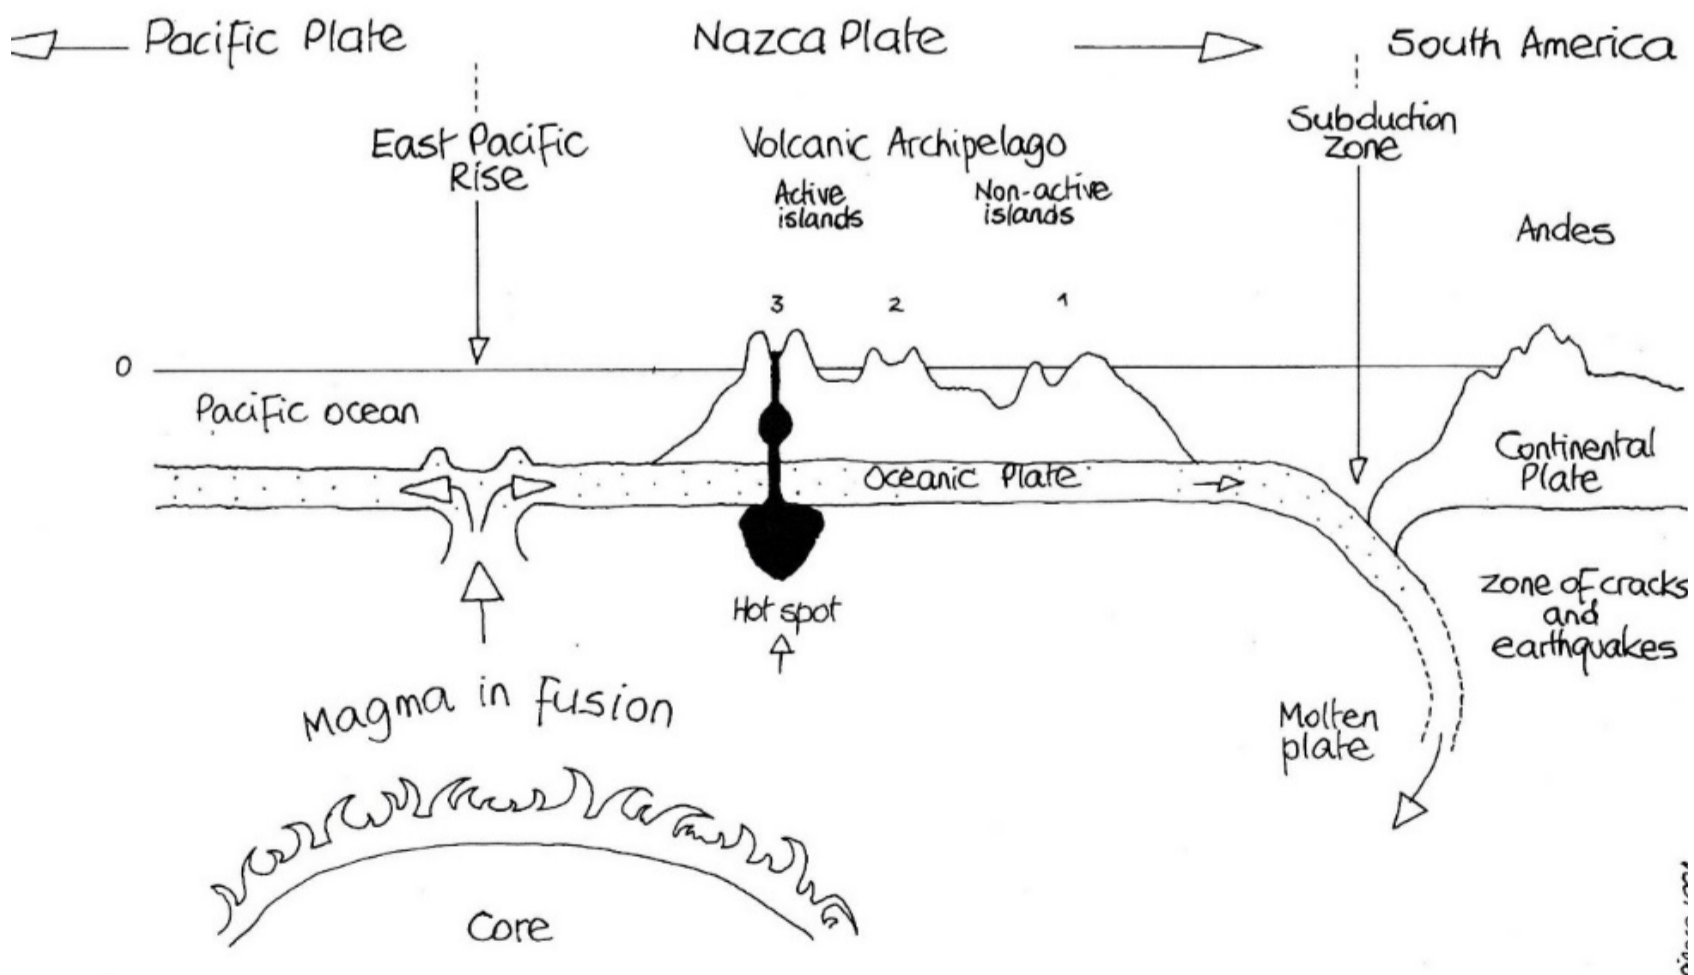 Pacific Plate
Nazca Plate
South America
East Pacific
Rise
Volcanic Archipelago
Active
islands
Non-active
islands
Subduction
zone
Andes
3
2
1
0
Pacific ocean
Oceanic Plate
Continental
Plate
Hot spot
zone of cracks
and
earthquakes
Magma in fusion
Molten
plate
Core